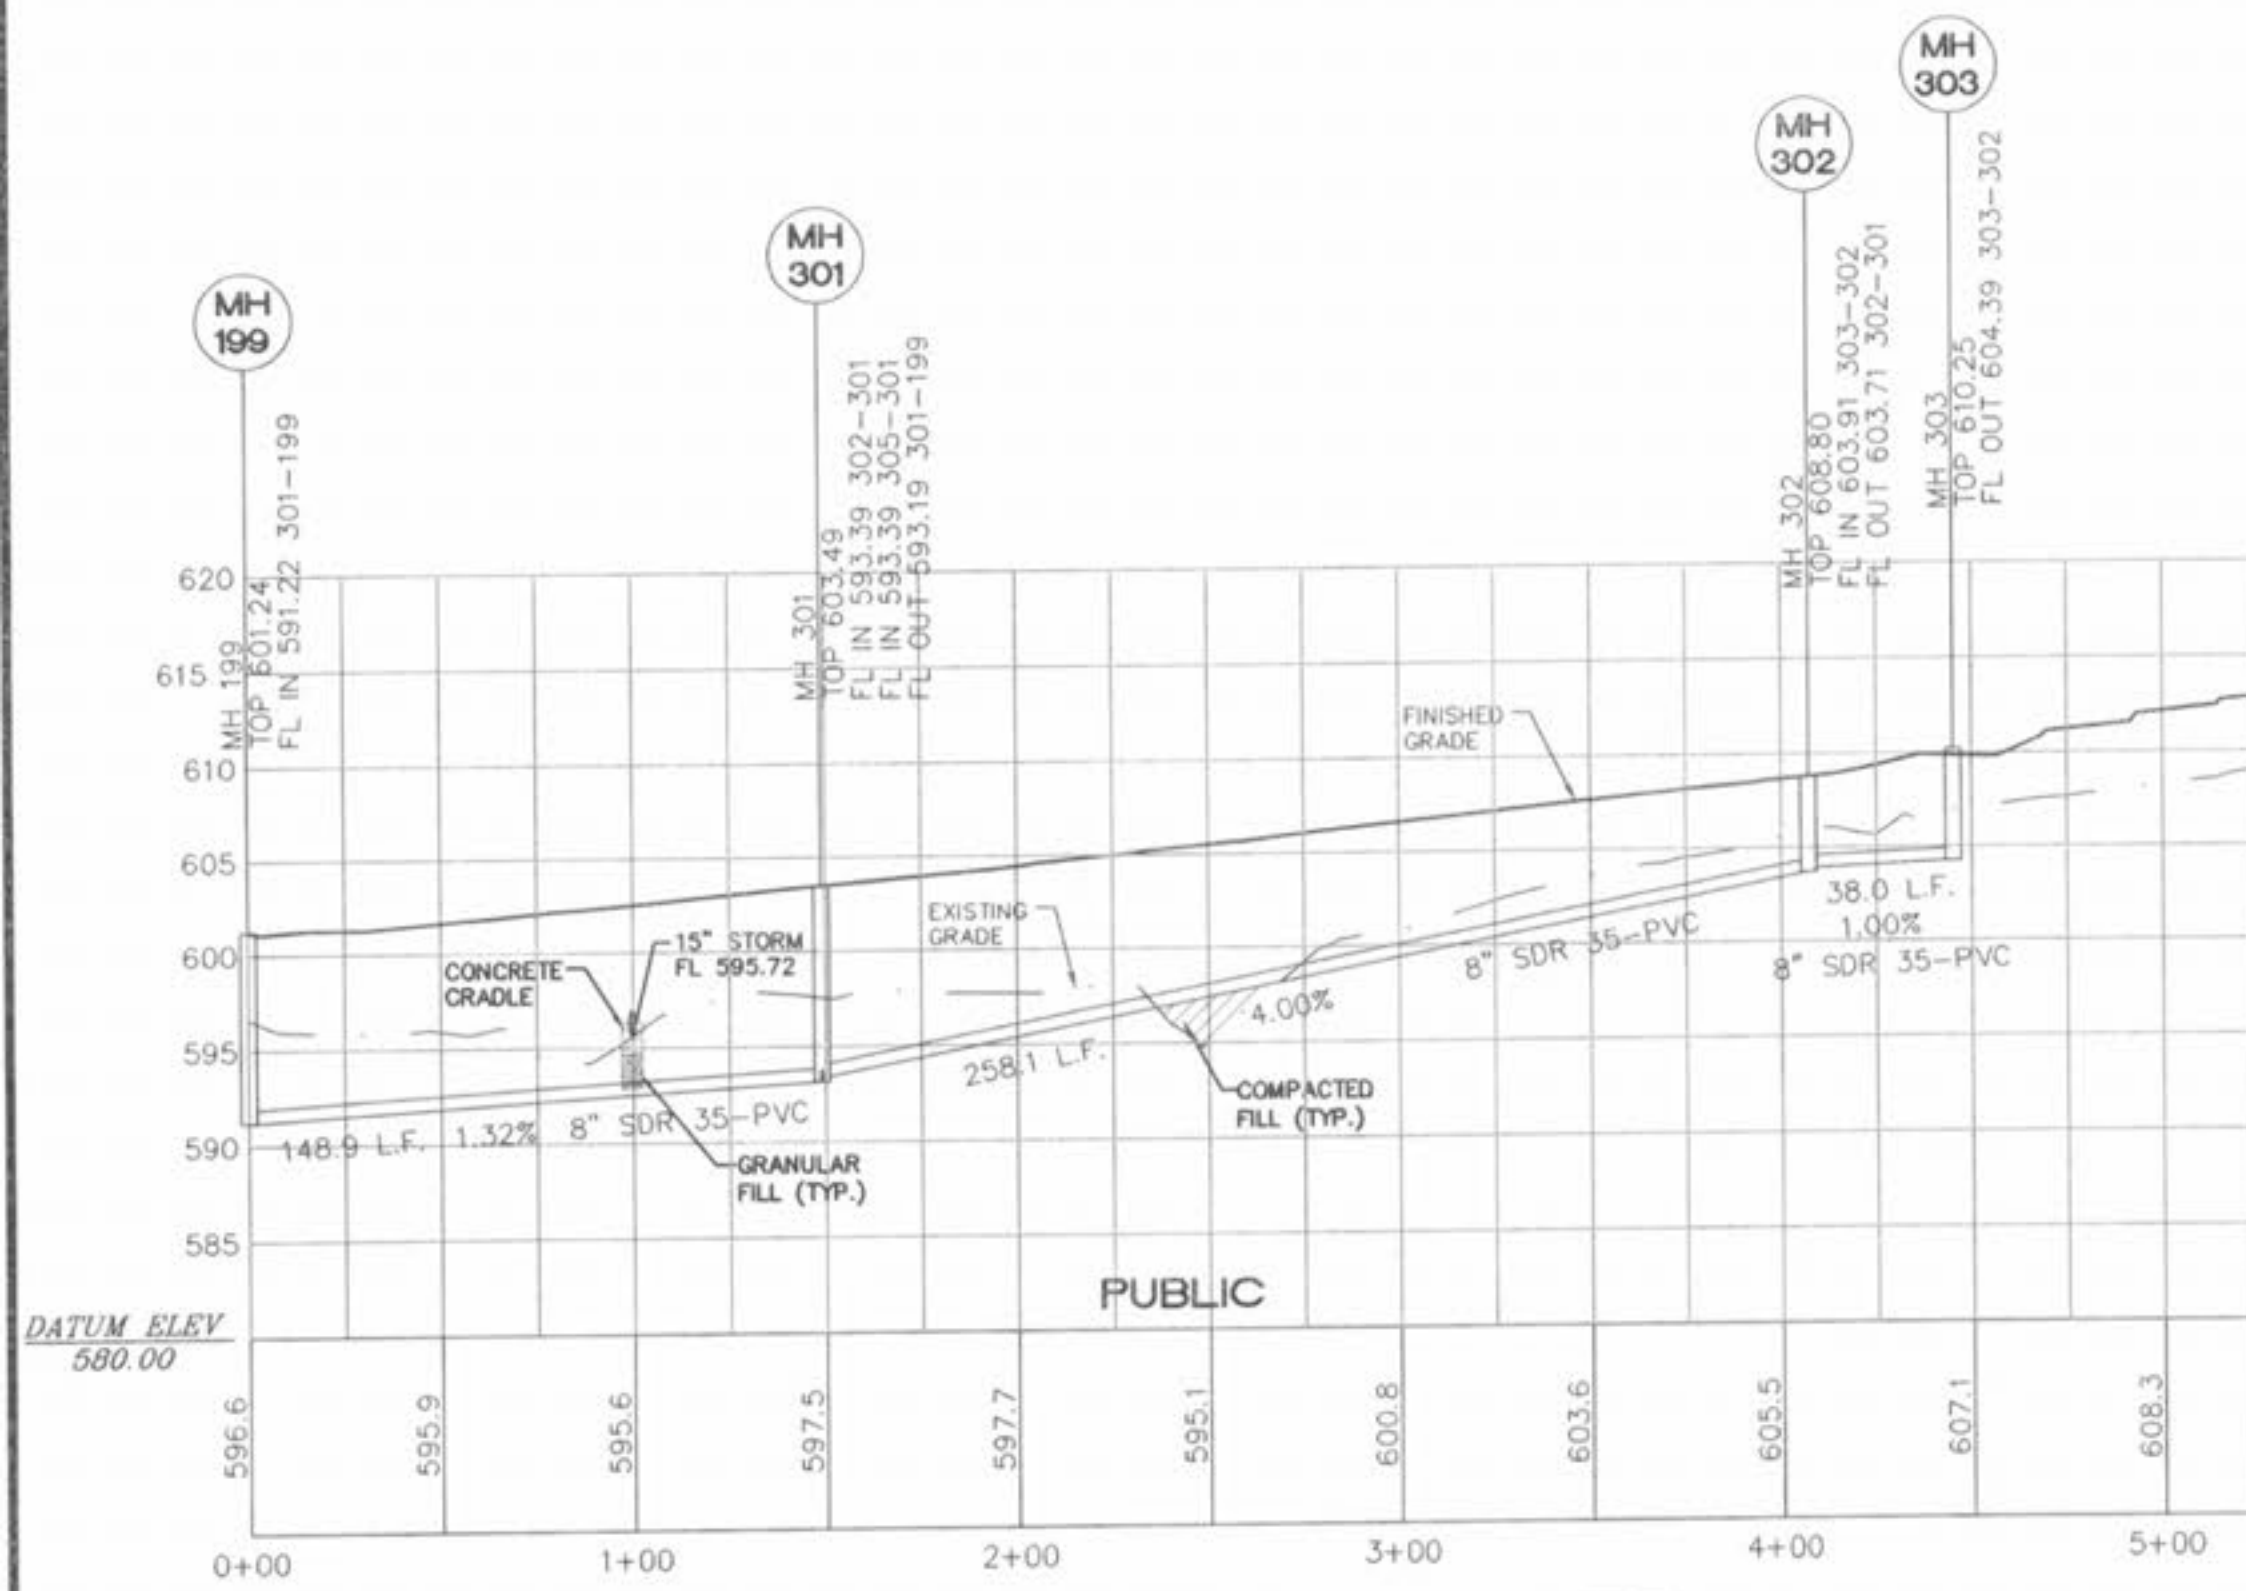 MH
303
MH
302
MH
301
MH
199
MH 199
TOP 601.24
FL IN 591.22 301-199
MH 301
TOP 603.49
FL IN 593.39 302-301
FL IN 593.39 305-301
FL OUT 593.19 301-199
MH 302
TOP 608.80
FL IN 603.91 303-302
FL OUT 603.71 302-301
MH 303
TOP 610.25
FL OUT 604.39 303-302
620
615
610
605
600
595
590
585
FINISHED
GRADE
EXISTING
GRADE
15" STORM
FL 595.72
CONCRETE
CRADLE
38.0 L.F.
1.00%
8" SDR 35-PVC
8" SDR 35-PVC
4.00%
258.1 L.F.
COMPACTED
FILL (TYP.)
148.9 L.F. 1.32% 8" SDR 35-PVC
GRANULAR
FILL (TYP.)
PUBLIC
DATUM ELEV
580.00
596.6
595.9
595.6
597.5
597.7
595.1
600.8
603.6
605.5
607.1
608.3
0+00
1+00
2+00
3+00
4+00
5+00